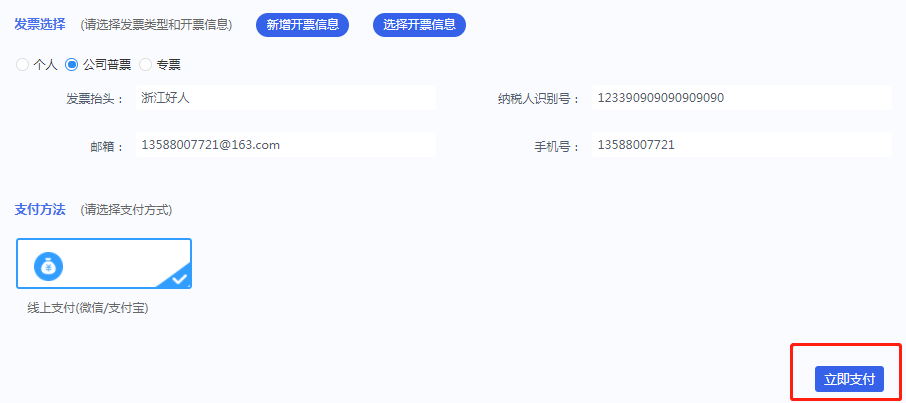 发票选择 (请选择发票类型和开票信息) 新增开票信息 选择开票信息
个人 公司普票 专票
发票抬头： 浙江好人 纳税人识别号： 123390909090909090
邮箱： 13588007721@163.com 手机号： 13588007721
支付方法 (请选择支付方式)
¥
线上支付(微信/支付宝)
立即支付